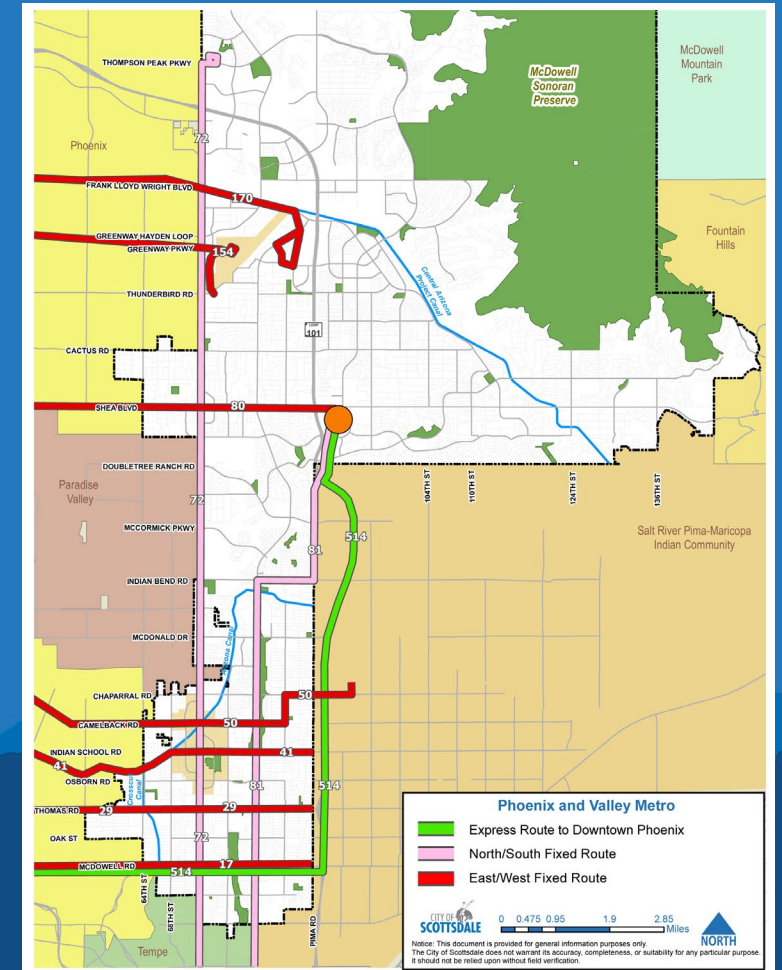 THOMPSON PEAK PKWY
McDowell
Mountain
Park
McDowell
Sonoran
Preserve
72
Phoenix
FRANK LLOYD WRIGHT BLVD
170
GREENWAY HAYDEN LOOP
GREENWAY PKWY
154
Fountain
Hills
THUNDERBIRD RD
Central Arizona
Project Canal
LOOP
101
CACTUS RD
SHEA BLVD
80
DOUBLETREE RANCH RD
104TH ST
110TH ST
124TH ST
136TH ST
Paradise
Valley
72
MCCORMICK PKWY
514
81
Salt River Pima-Maricopa
Indian Community
INDIAN BEND RD
MCDONALD DR
Arizona Canal
CHAPARRAL RD
50
CAMELBACK RD
50
INDIAN SCHOOL RD
41
41
OSBORN RD
Crosscut
Canal
81
514
THOMAS RD
29
29
OAK ST
72
MCDOWELL RD
17
514
64TH ST
68TH ST
PIMA RD
Tempe
Phoenix and Valley Metro
Express Route to Downtown Phoenix
North/South Fixed Route
East/West Fixed Route
CITY OF
SCOTTSDALE
0 0.475 0.95 1.9 2.85
Miles
NORTH
Notice: This document is provided for general information purposes only.
The City of Scottsdale does not warrant its accuracy, completeness, or suitability for any particular purpose.
It should not be relied upon without field verification.